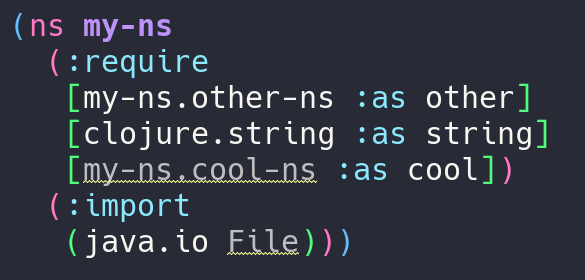 (ns my-ns
  (:require
   [my-ns.other-ns :as other]
   [clojure.string :as string]
   [my-ns.cool-ns :as cool])
  (:import
   (java.io File)))